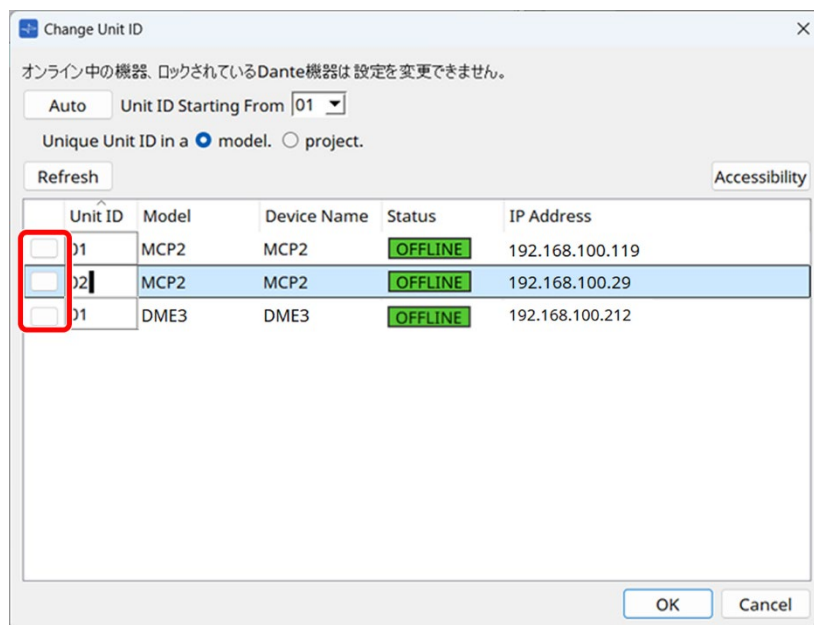 Change Unit ID
オンライン中の機器、ロックされているDante機器は設定を変更できません。
Auto Unit ID Starting From 01
Unique Unit ID in a model. project.
Refresh Accessibility
Unit ID Model Device Name Status IP Address
01 MCP2 MCP2 OFFLINE 192.168.100.119
02 MCP2 MCP2 OFFLINE 192.168.100.29
01 DME3 DME3 OFFLINE 192.168.100.212
OK Cancel